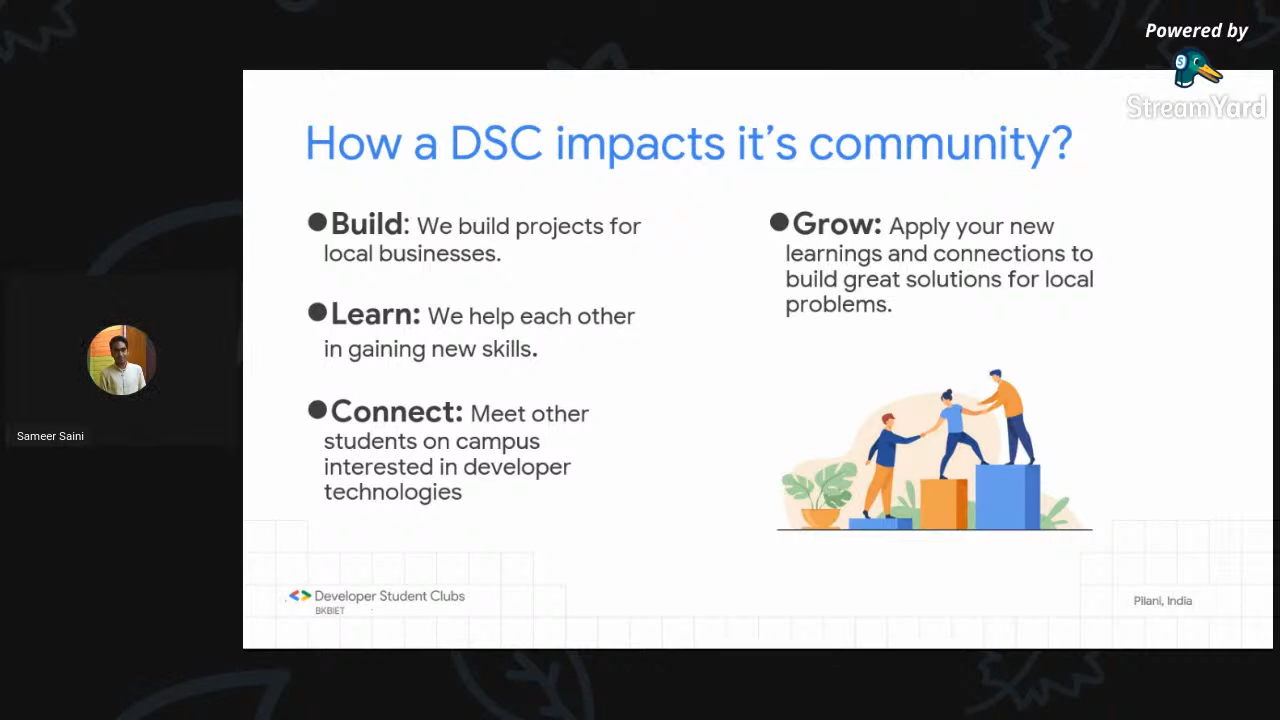 Powered by
StreamYard
How a DSC impacts it’s community?
●Build: We build projects for
local businesses.
●Learn: We help each other
in gaining new skills.
●Connect: Meet other
students on campus
interested in developer
technologies
●Grow: Apply your new
learnings and connections to
build great solutions for local
problems.
Sameer Saini
Developer Student Clubs
BKBIET
Pilani, India